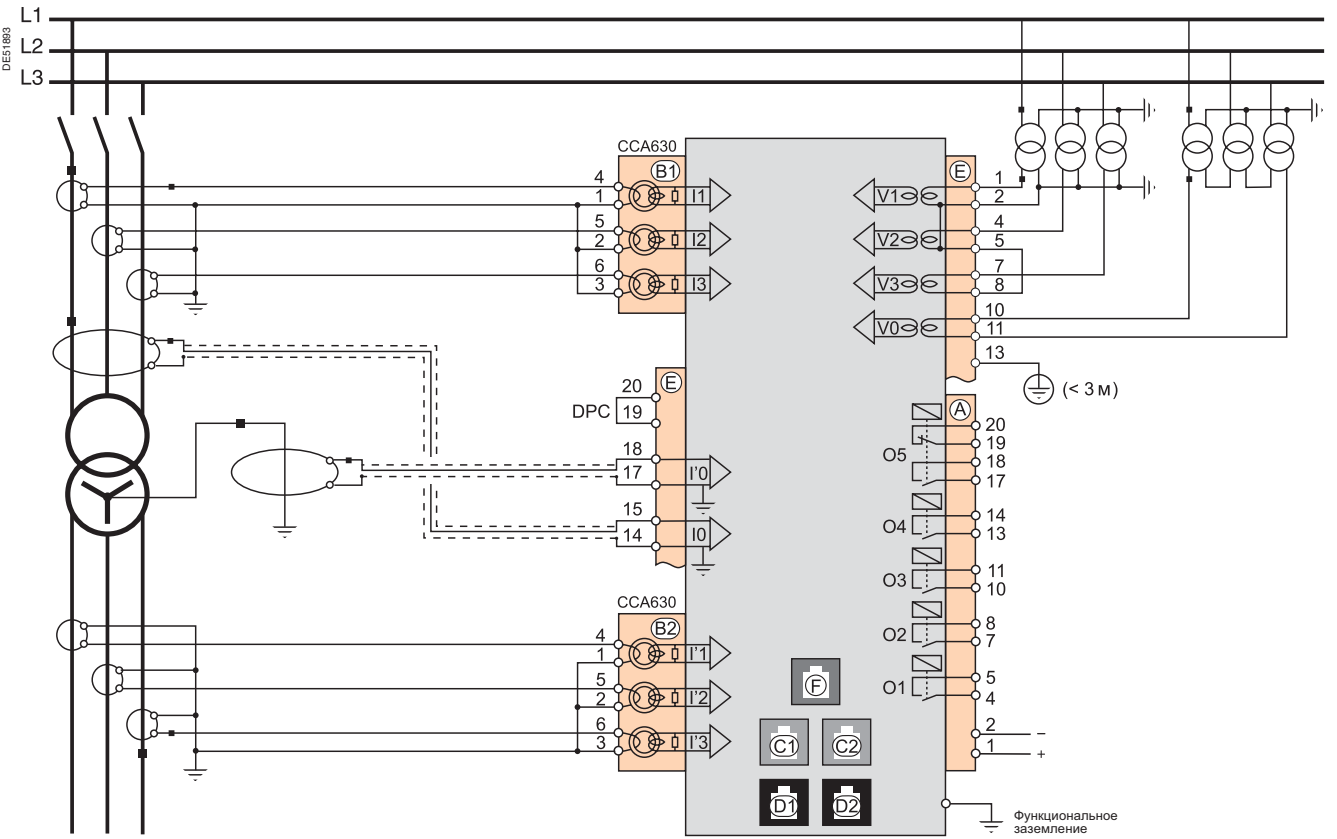 DE51893
L1
L2
L3
CCA630
B1
4
1
I1
5
2
I2
6
3
I3
E
V1
1
2
V2
4
5
V3
7
8
V0
10
11
13
(< 3 м)
E
20
DPC 19
18
17
I'0
15
14
I0
A
O5
20
19
18
17
O4
14
13
O3
11
10
O2
8
7
O1
5
4
2 –
1 +
CCA630
B2
4
1
I'1
5
2
I'2
6
3
I'3
F
C1 C2
D1 D2
Функциональное
заземление